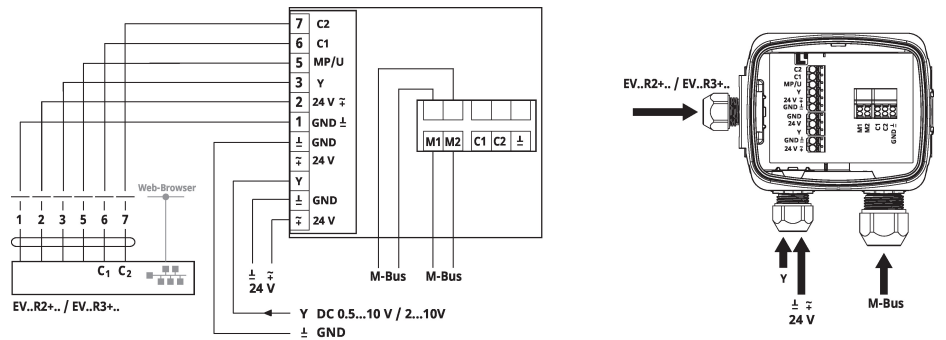 7 C2
6 C1
5 MP/U
3 Y
2 24 V
1 GND
GND
24 V
Y
GND
24 V
M1 M2 C1 C2
Web-Browser
1 2 3 5 6 7
C1 C2
EV..R2+.. / EV..R3+..
24 V
M-Bus M-Bus
Y DC 0.5...10 V / 2...10V
GND
EV..R2+.. / EV..R3+..
C2
C1
MP/U
Y
24 V
GND
GND
24 V
Y
GND
24 V
M1
M2
C1
C2
GND
Y
24 V
M-Bus